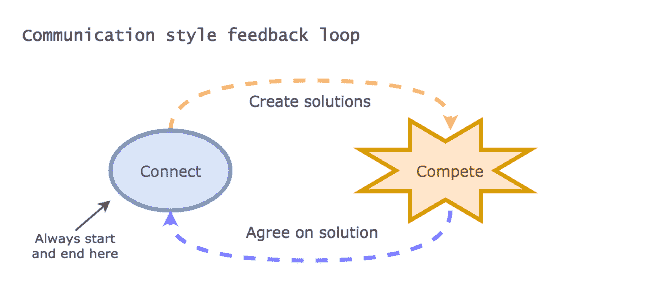 Communication style feedback loop
Create solutions
Connect
Compete
Agree on solution
Always start
and end here